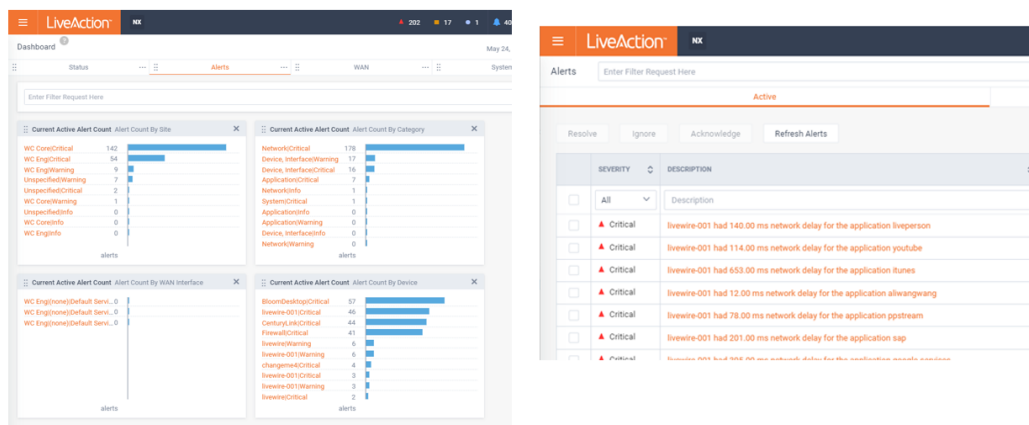 LiveAction NX 202 17 1 40
Dashboard ?
May 24,
Status ... Alerts ... WAN ... System
Enter Filter Request Here
Current Active Alert Count Alert Count By Site
WC Core|Critical 142
WC Eng|Critical 54
WC Eng|Warning 9
Unspecified|Warning 7
Unspecified|Critical 2
WC Core|Warning 1
Unspecified|Info 0
WC Core|Info 0
WC Eng|Info 0
alerts
Current Active Alert Count Alert Count By Category
Network|Critical 178
Device, Interface|Warning 17
Device, Interface|Critical 16
Application|Critical 7
Network|Info 1
System|Critical 1
Application|Info 0
Application|Warning 0
Device, Interface|Info 0
Network|Warning 0
alerts
Current Active Alert Count Alert Count By WAN Interface
WC Eng|(none)|Default Servi... 0
WC Eng|(none)|Default Servi... 0
WC Eng|(none)|Default Servi... 0
alerts
Current Active Alert Count Alert Count By Device
BloomDesktop|Critical 57
livewire-001|Critical 46
CenturyLink|Critical 44
Firewall|Critical 41
livewire|Warning 6
livewire-001|Warning 6
changeme4|Critical 4
livewire-001|Critical 3
livewire-001|Warning 3
livewire|Critical 2
alerts
LiveAction NX
Alerts Enter Filter Request Here
Active
Resolve Ignore Acknowledge Refresh Alerts
SEVERITY DESCRIPTION
All Description
Critical livewire-001 had 140.00 ms network delay for the application liveperson
Critical livewire-001 had 114.00 ms network delay for the application youtube
Critical livewire-001 had 653.00 ms network delay for the application itunes
Critical livewire-001 had 12.00 ms network delay for the application aliwangwang
Critical livewire-001 had 78.00 ms network delay for the application ppstream
Critical livewire-001 had 201.00 ms network delay for the application sap
Critical livewire-001 had ms network delay for the application google-services